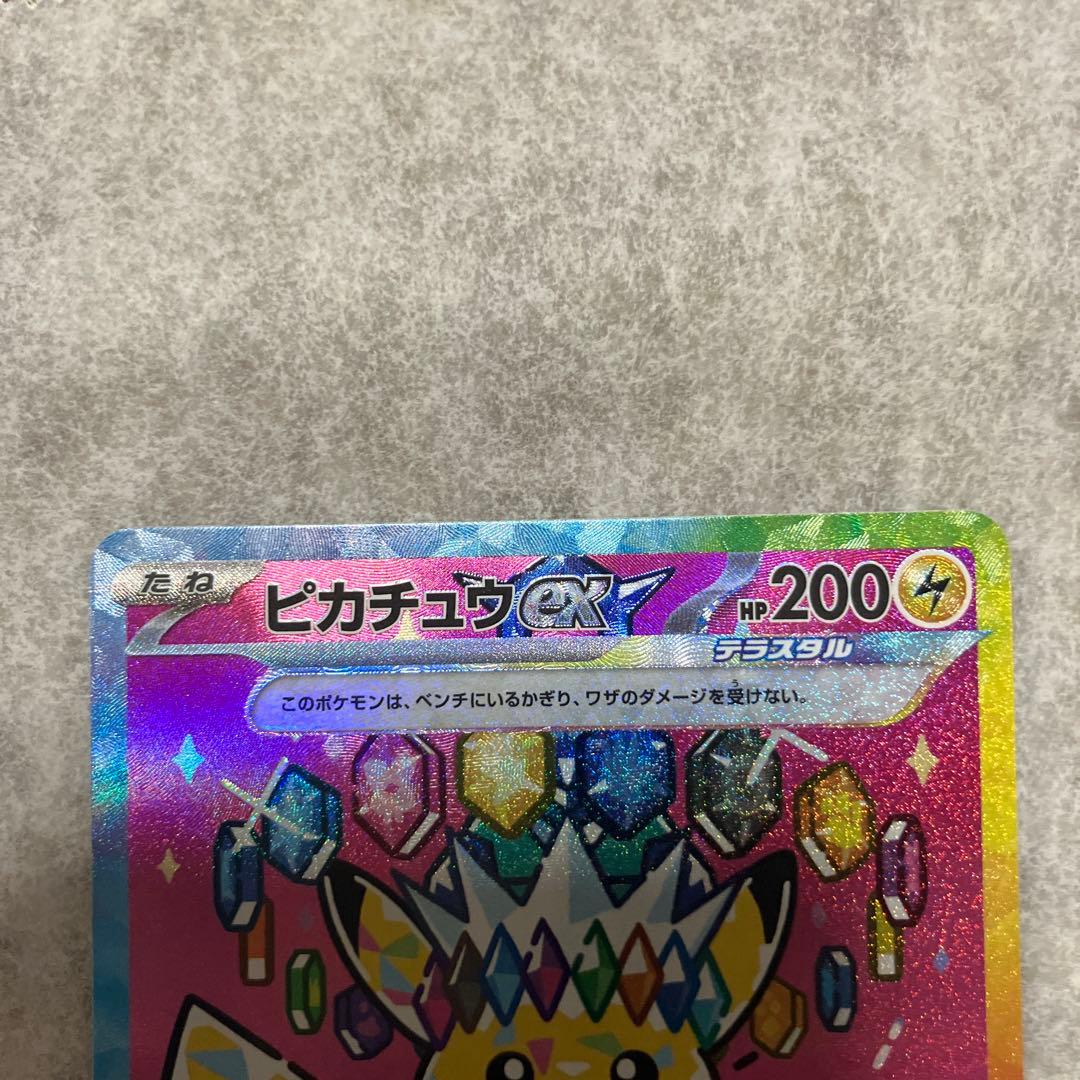 たね ピカチュウex HP 200
テラスタル
このポケモンは、ベンチにいるかぎり、ワザのダメージを受けない。